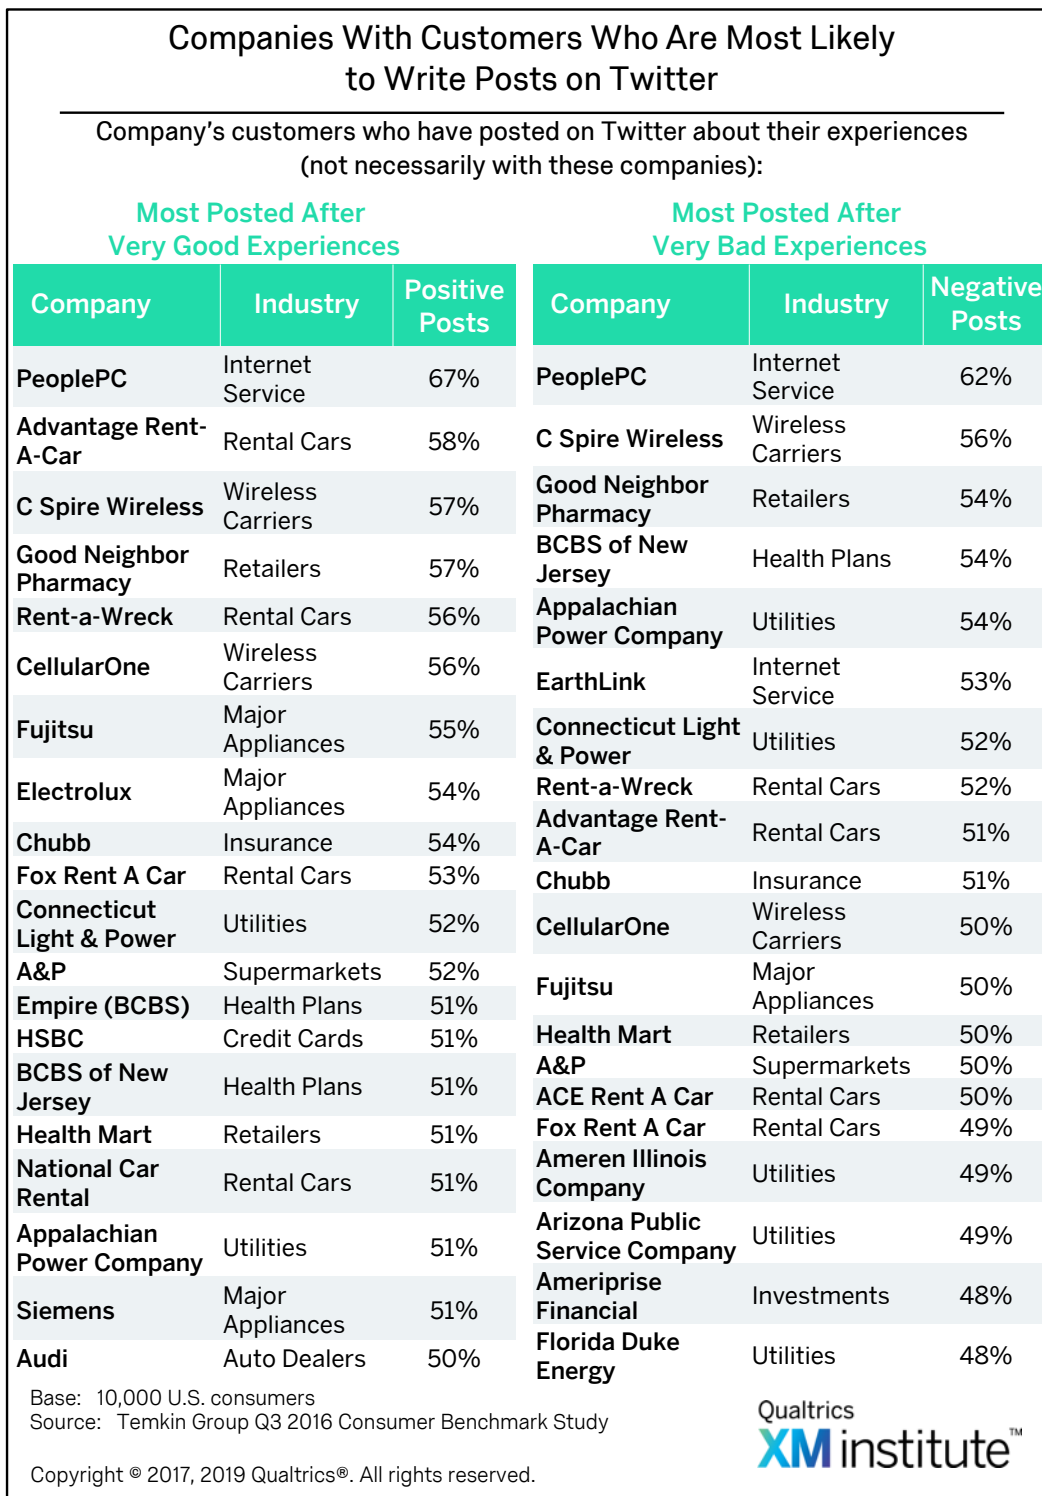 Companies With Customers Who Are Most Likely
to Write Posts on Twitter
Company's customers who have posted on Twitter about their experiences
(not necessarily with these companies):
Most Posted After
Very Good Experiences
Company Industry Positive
Posts
PeoplePC Internet
Service 67%
Advantage Rent-
A-Car Rental Cars 58%
C Spire Wireless Wireless
Carriers 57%
Good Neighbor
Pharmacy Retailers 57%
Rent-a-Wreck Rental Cars 56%
CellularOne Wireless
Carriers 56%
Fujitsu Major
Appliances 55%
Electrolux Major
Appliances 54%
Chubb Insurance 54%
Fox Rent A Car Rental Cars 53%
Connecticut
Light & Power Utilities 52%
A&P Supermarkets 52%
Empire (BCBS) Health Plans 51%
HSBC Credit Cards 51%
BCBS of New
Jersey Health Plans 51%
Health Mart Retailers 51%
National Car
Rental Rental Cars 51%
Appalachian
Power Company Utilities 51%
Siemens Major
Appliances 51%
Audi Auto Dealers 50%
Most Posted After
Very Bad Experiences
Company Industry Negative
Posts
PeoplePC Internet
Service 62%
C Spire Wireless Wireless
Carriers 56%
Good Neighbor
Pharmacy Retailers 54%
BCBS of New
Jersey Health Plans 54%
Appalachian
Power Company Utilities 54%
EarthLink Internet
Service 53%
Connecticut Light
& Power Utilities 52%
Rent-a-Wreck Rental Cars 52%
Advantage Rent-
A-Car Rental Cars 51%
Chubb Insurance 51%
CellularOne Wireless
Carriers 50%
Fujitsu Major
Appliances 50%
Health Mart Retailers 50%
A&P Supermarkets 50%
ACE Rent A Car Rental Cars 50%
Fox Rent A Car Rental Cars 49%
Ameren Illinois
Company Utilities 49%
Arizona Public
Service Company Utilities 49%
Ameriprise
Financial Investments 48%
Florida Duke
Energy Utilities 48%
Base: 10,000 U.S. consumers
Source: Temkin Group Q3 2016 Consumer Benchmark Study
Copyright © 2017, 2019 Qualtrics®. All rights reserved.
Qualtrics
XM institute™